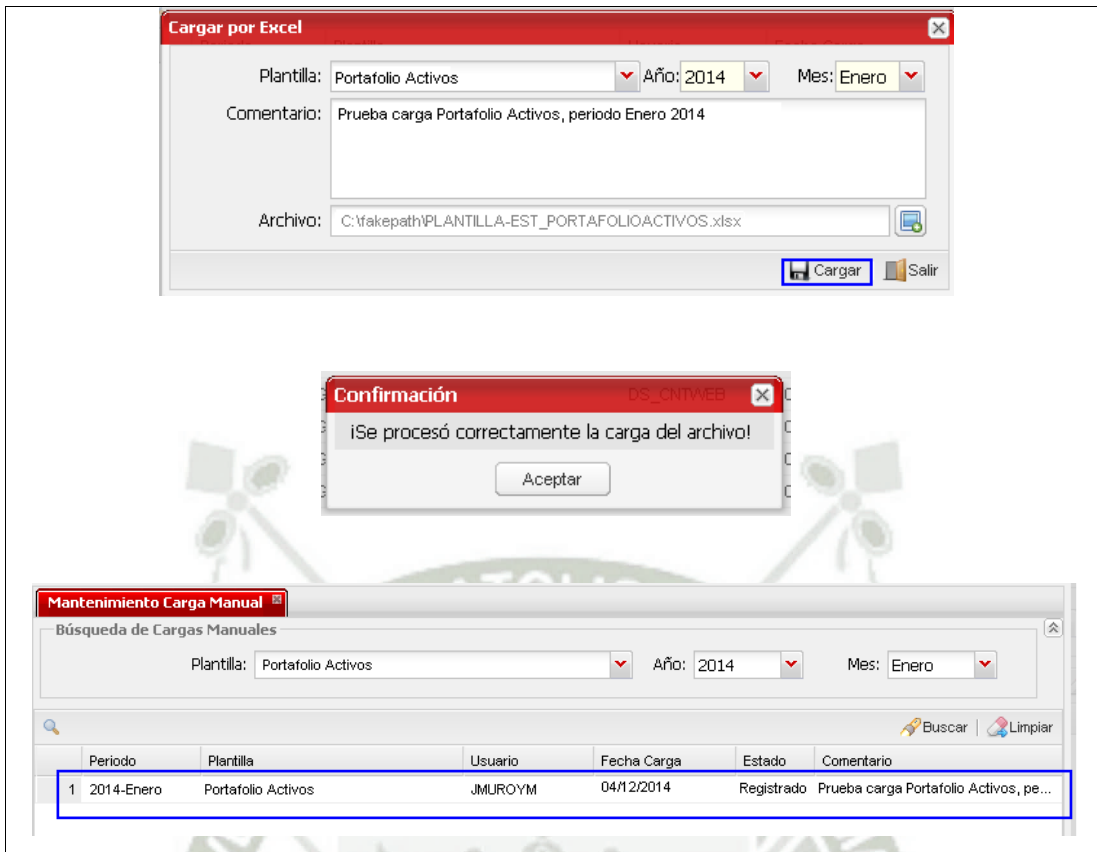 Cargar por Excel
Plantilla: Portafolio Activos Año: 2014 Mes: Enero
Comentario: Prueba carga Portafolio Activos, periodo Enero 2014
Archivo: C:\fakepath\PLANTILLA-EST_PORTAFOLIOACTIVOS.xlsx
Cargar Salir
Confirmación DS_CNTWEB
¡Se procesó correctamente la carga del archivo!
Aceptar
Mantenimiento Carga Manual
Búsqueda de Cargas Manuales
Plantilla: Portafolio Activos Año: 2014 Mes: Enero
Buscar | Limpiar
Periodo Plantilla Usuario Fecha Carga Estado Comentario
1 2014-Enero Portafolio Activos JMUROYM 04/12/2014 Registrado Prueba carga Portafolio Activos, pe...